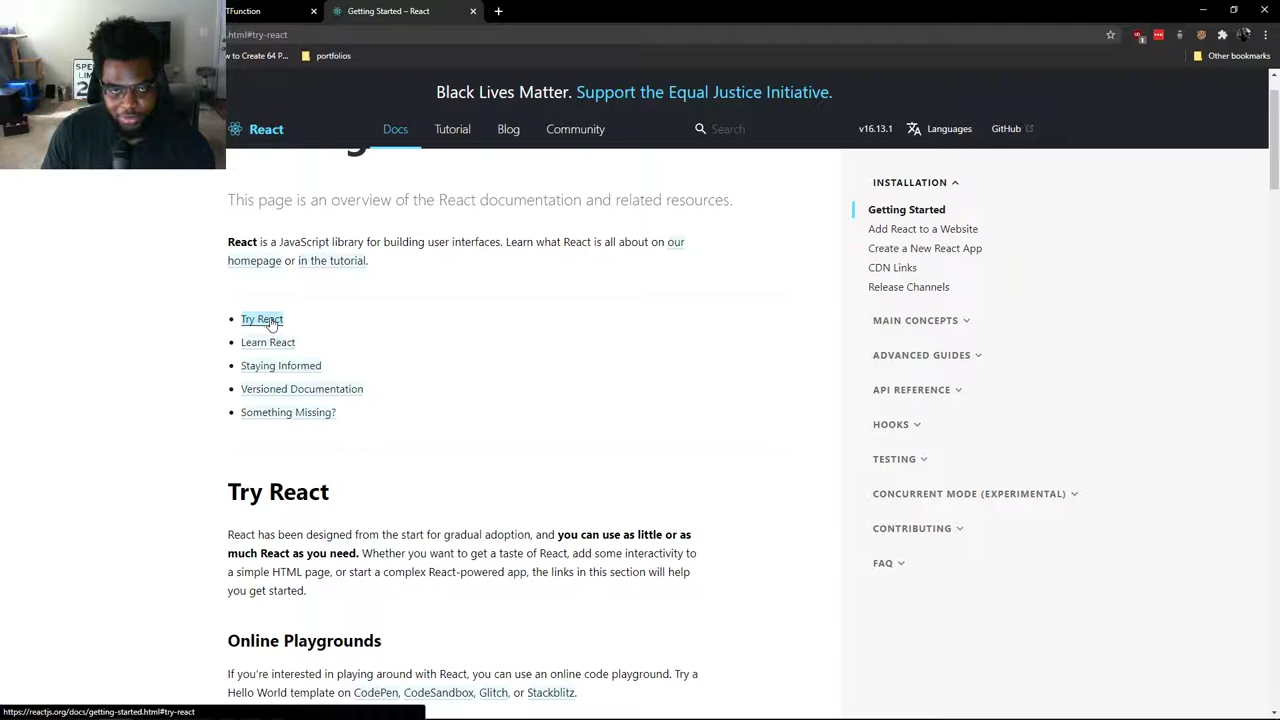 TFunction
Getting Started – React
.html#try-react
w to Create 64 P...
portfolios
Other bookmarks
SPE
LIM
2
Black Lives Matter. Support the Equal Justice Initiative.
React
Docs
Tutorial
Blog
Community
Search
v16.13.1
Languages
GitHub
This page is an overview of the React documentation and related resources.
React is a JavaScript library for building user interfaces. Learn what React is all about on our
homepage or in the tutorial.
Try React
Learn React
Staying Informed
Versioned Documentation
Something Missing?
Try React
React has been designed from the start for gradual adoption, and you can use as little or as
much React as you need. Whether you want to get a taste of React, add some interactivity to
a simple HTML page, or start a complex React-powered app, the links in this section will help
you get started.
Online Playgrounds
If you're interested in playing around with React, you can use an online code playground. Try a
Hello World template on CodePen, CodeSandbox, Glitch, or Stackblitz.
INSTALLATION
Getting Started
Add React to a Website
Create a New React App
CDN Links
Release Channels
MAIN CONCEPTS
ADVANCED GUIDES
API REFERENCE
HOOKS
TESTING
CONCURRENT MODE (EXPERIMENTAL)
CONTRIBUTING
FAQ
https://reactjs.org/docs/getting-started.html#try-react